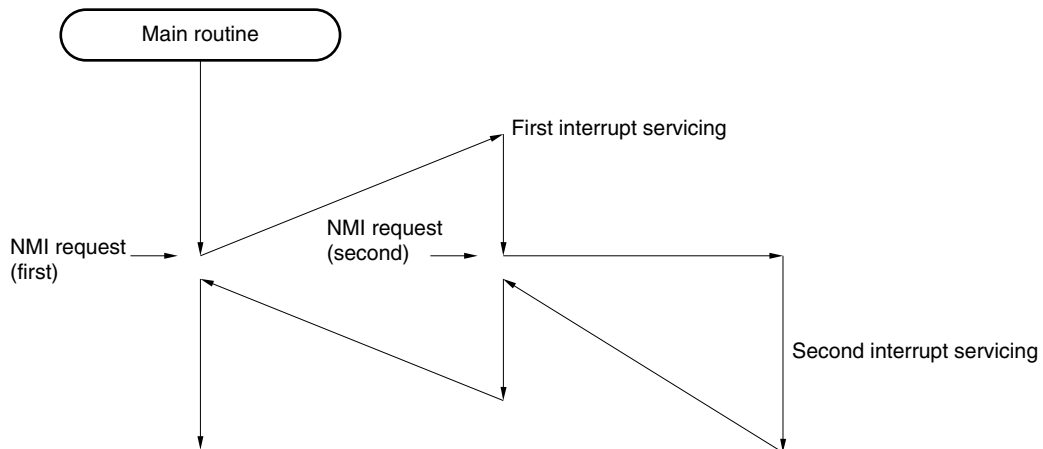 Main routine
First interrupt servicing
NMI request
(second)
NMI request
(first)
Second interrupt servicing